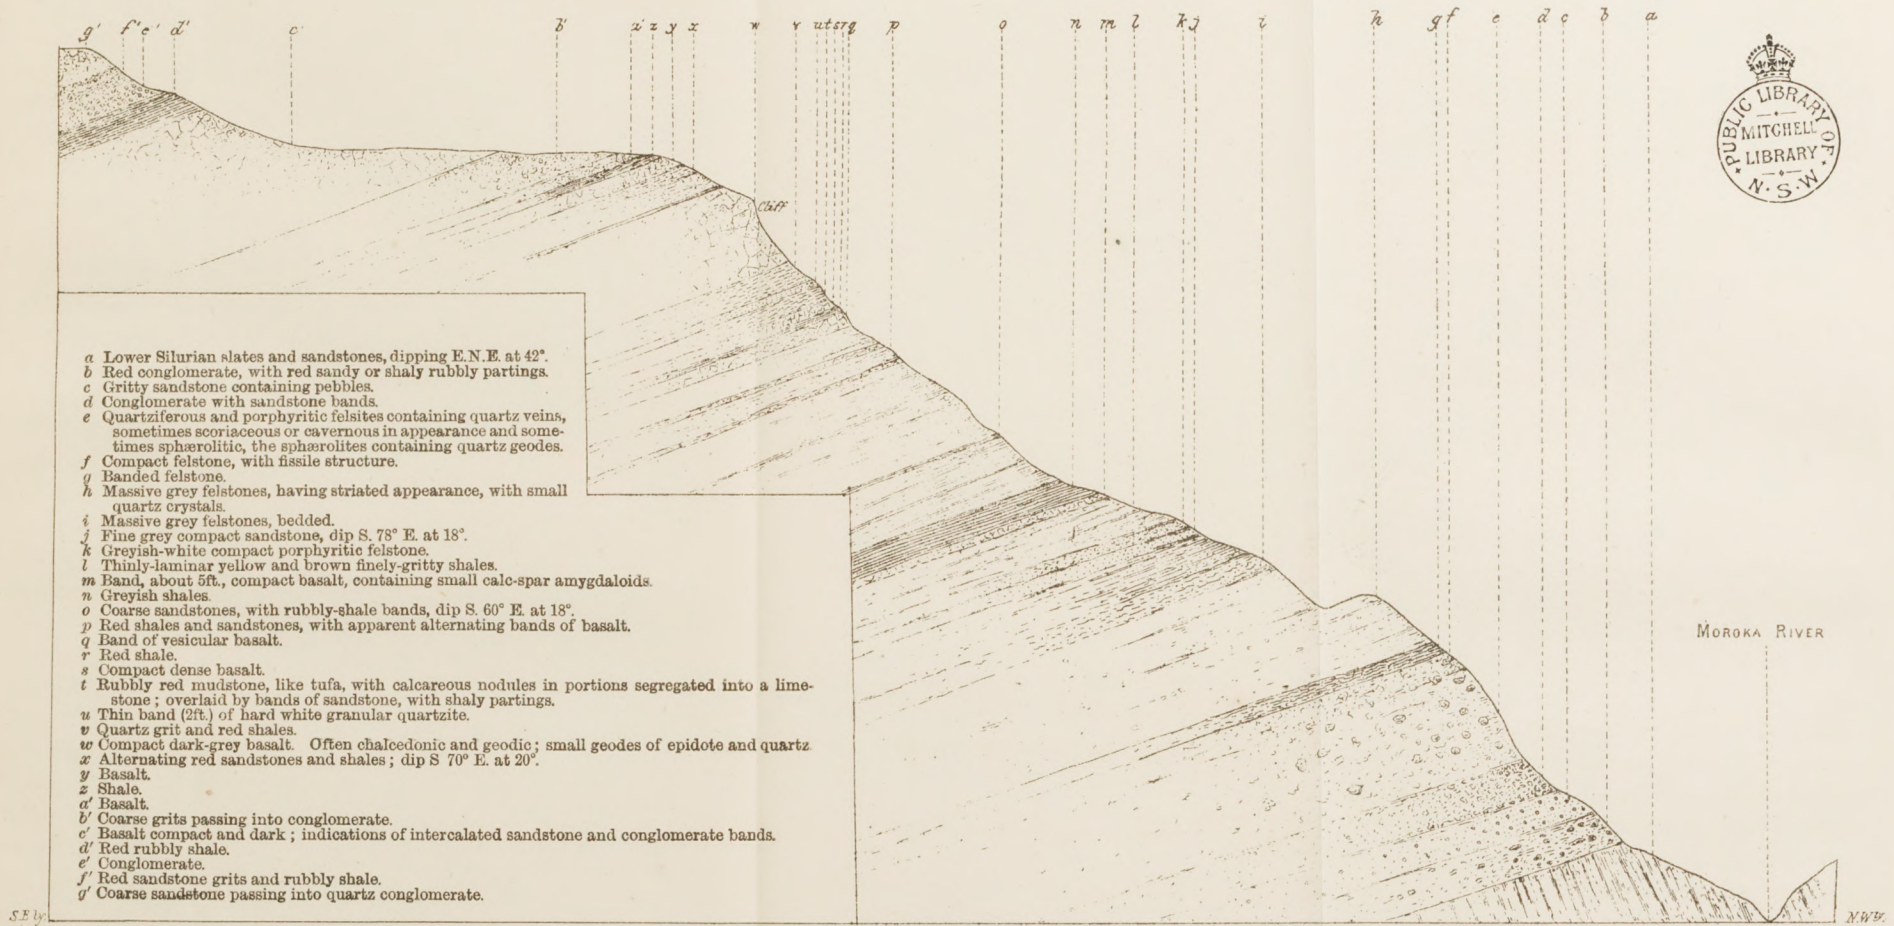 g' f' e' d' c' b' z' z y x w v u t s r q p o n m l k j i h g f e d c b a
PUBLIC LIBRARY OF
MITCHELL
LIBRARY
N.S.W
Cliff
MOROKA RIVER
a Lower Silurian slates and sandstones, dipping E.N.E. at 42°.
b Red conglomerate, with red sandy or shaly rubbly partings.
c Gritty sandstone containing pebbles.
d Conglomerate with sandstone bands.
e Quartziferous and porphyritic felsites containing quartz veins,
sometimes scoriaceous or cavernous in appearance and some-
times sphærolitic, the sphærolites containing quartz geodes.
f Compact felstone, with fissile structure.
g Banded felstone.
h Massive grey felstones, having striated appearance, with small
quartz crystals.
i Massive grey felstones, bedded.
j Fine grey compact sandstone, dip S. 78° E. at 18°.
k Greyish-white compact porphyritic felstone.
l Thinly-laminar yellow and brown finely-gritty shales.
m Band, about 5ft., compact basalt, containing small calc-spar amygdaloids.
n Greyish shales.
o Coarse sandstones, with rubbly-shale bands, dip S. 60° E. at 18°.
p Red shales and sandstones, with apparent alternating bands of basalt.
q Band of vesicular basalt.
r Red shale.
s Compact dense basalt.
t Rubbly red mudstone, like tufa, with calcareous nodules in portions segregated into a lime-
stone ; overlaid by bands of sandstone, with shaly partings.
u Thin band (2ft.) of hard white granular quartzite.
v Quartz grit and red shales.
w Compact dark-grey basalt. Often chalcedonic and geodic ; small geodes of epidote and quartz.
x Alternating red sandstones and shales ; dip S 70° E. at 20°.
y Basalt.
z Shale.
a' Basalt.
b' Coarse grits passing into conglomerate.
c' Basalt compact and dark ; indications of intercalated sandstone and conglomerate bands.
d' Red rubbly shale.
e' Conglomerate.
f' Red sandstone grits and rubbly shale.
g' Coarse sandstone passing into quartz conglomerate.
S.E ly.
N.W ly.